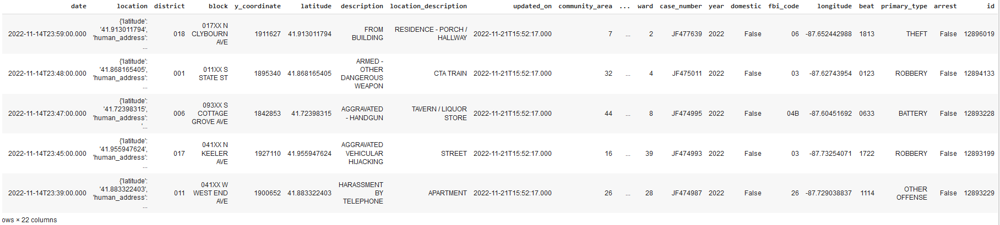 date location district block y_coordinate latitude description location_description updated_on community_area ... ward case_number year domestic fbi_code longitude beat primary_type arrest id
{'latitude':
017XX N
'41.913011794', FROM RESIDENCE - PORCH /
2022-11-14T23:59:00.000 018 CLYBOURN 1911627 41.913011794 2022-11-21T15:52:17.000 7 ... 2 JF477639 2022 False 06 -87.652442988 1813 THEFT False 12896019
'human_address': BUILDING HALLWAY
AVE
...
{'latitude': ARMED -
'41.868165405', 011XX S OTHER
2022-11-14T23:48:00.000 001 1895340 41.868165405 CTA TRAIN 2022-11-21T15:52:17.000 32 ... 4 JF475011 2022 False 03 -87.62743954 0123 ROBBERY False 12894133
'human_address': STATE ST DANGEROUS
... WEAPON
{'latitude': 093XX S
'41.72398315', AGGRAVATED TAVERN / LIQUOR
2022-11-14T23:47:00.000 006 COTTAGE 1842853 41.72398315 2022-11-21T15:52:17.000 44 ... 8 JF474995 2022 False 04B -87.60451692 0633 BATTERY False 12893228
'human_address': - HANDGUN STORE
GROVE AVE
'...
{'latitude': 041XX N AGGRAVATED
'41.955947624',
2022-11-14T23:45:00.000 017 KEELER 1927110 41.955947624 VEHICULAR STREET 2022-11-21T15:52:17.000 16 ... 39 JF474993 2022 False 03 -87.73254071 1722 ROBBERY False 12893199
'human_address':
AVE HIJACKING
...
{'latitude': 041XX W HARASSMENT
'41.883322403', OTHER
2022-11-14T23:39:00.000 011 WEST END 1900652 41.883322403 BY APARTMENT 2022-11-21T15:52:17.000 26 ... 28 JF474987 2022 False 26 -87.729038837 1114 False 12893229
'human_address': OFFENSE
AVE TELEPHONE
...
ows × 22 columns